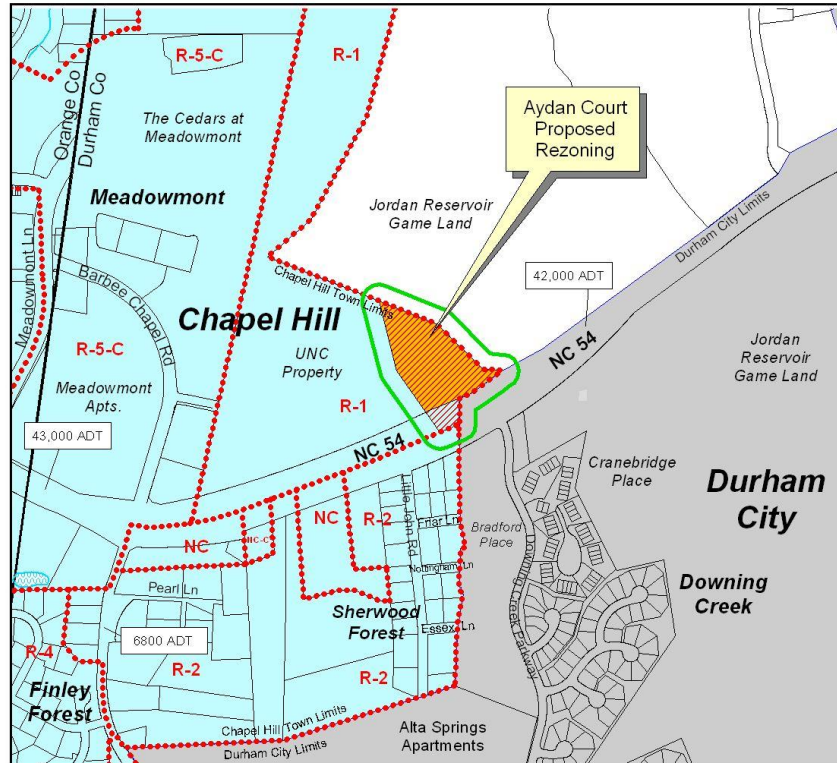 R-5-C
R-1
Orange Co
Durham Co
The Cedars at
Meadowmont
Aydan Court
Proposed
Rezoning
Meadowmont
Jordan Reservoir
Game Land
Durham City Limits
Meadowmont Ln
Barbee Chapel Rd
Chapel Hill Town Limits
42,000 ADT
Chapel Hill
NC 54
UNC
Property
Jordan
Reservoir
Game Land
R-5-C
Meadowmont
Apts.
R-1
43,000 ADT
NC 54
Cranebridge
Place
Durham
City
NC
NC-C
NC
R-2
Little John Rd
Friar Ln
Bradford
Place
Nottingham Ln
Downing Creek Parkway
Downing
Creek
Pearl Ln
Sherwood
Forest
Essex Ln
6800 ADT
R-4
R-2
R-2
Finley
Forest
Chapel Hill Town Limits
Durham City Limits
Alta Springs
Apartments